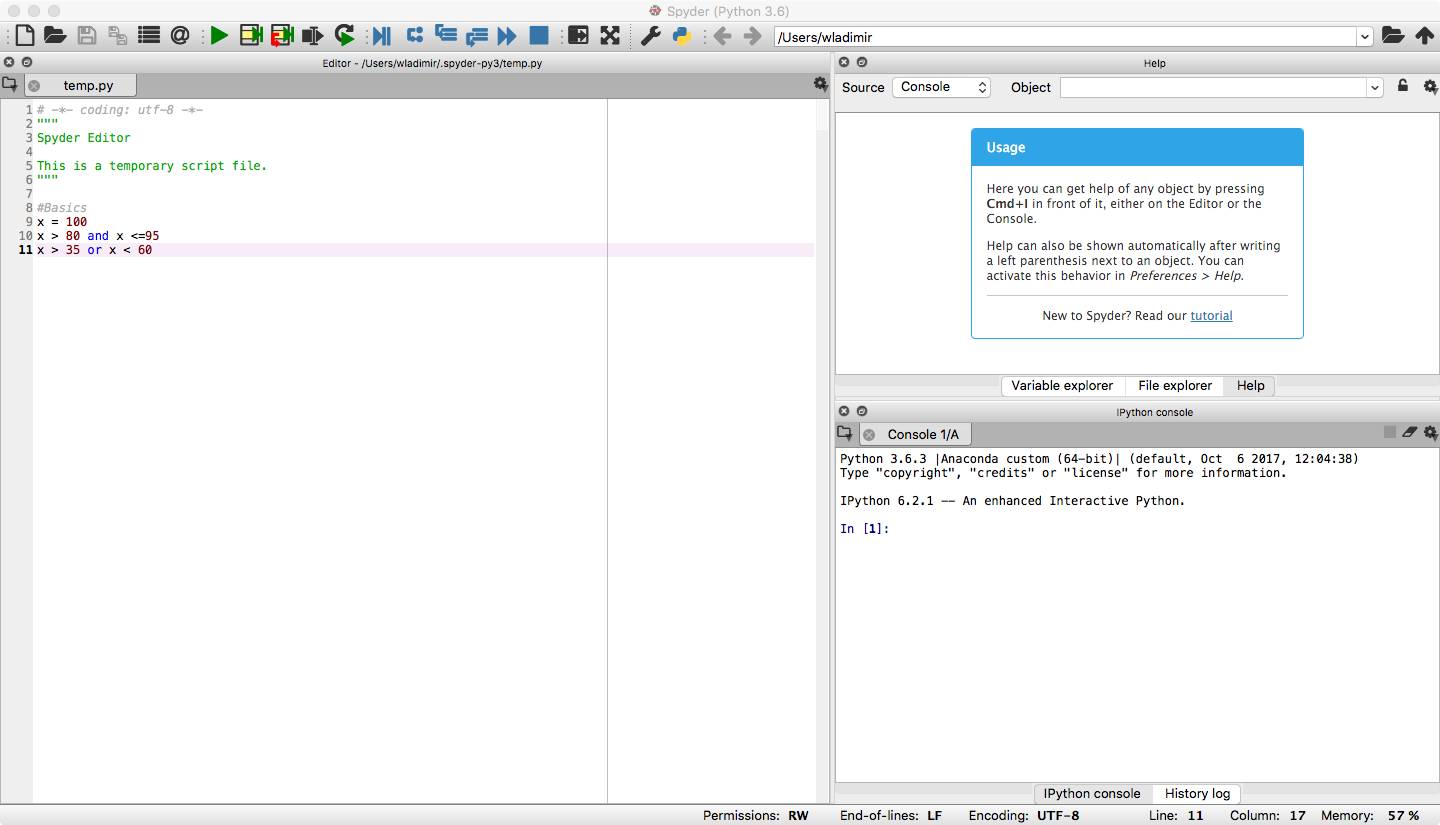 Spyder (Python 3.6)
/Users/wladimir
Editor - /Users/wladimir/.spyder-py3/temp.py
temp.py
1 # -*- coding: utf-8 -*-
2 """
3 Spyder Editor
4
5 This is a temporary script file.
6 """
7
8 #Basics
9 x = 100
10 x > 80 and x <=95
11 x > 35 or x < 60
Help
Source Console Object
Usage
Here you can get help of any object by pressing
Cmd+I in front of it, either on the Editor or the
Console.
Help can also be shown automatically after writing
a left parenthesis next to an object. You can
activate this behavior in Preferences > Help.
New to Spyder? Read our tutorial
Variable explorer File explorer Help
IPython console
Console 1/A
Python 3.6.3 |Anaconda custom (64-bit)| (default, Oct  6 2017, 12:04:38)
Type "copyright", "credits" or "license" for more information.
IPython 6.2.1 -- An enhanced Interactive Python.
In [1]:
IPython console History log
Permissions: RW End-of-lines: LF Encoding: UTF-8 Line: 11 Column: 17 Memory: 57 %